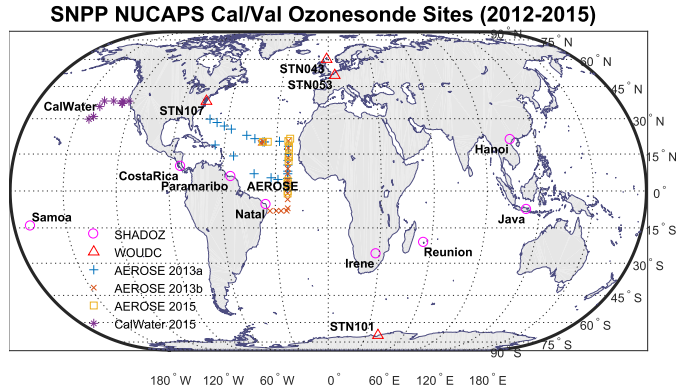 SNPP NUCAPS Cal/Val Ozonesonde Sites (2012-2015)
90° N
75° N
60° N
45° N
30° N
15° N
0°
15° S
30° S
45° S
60° S
75° S
90° S
STN043
STN053
CalWater
STN107
Hanoi
CostaRica
Paramaribo
AEROSE
Natal
Samoa
Java
Reunion
Irene
STN101
SHADOZ
WOUDC
AEROSE 2013a
AEROSE 2013b
AEROSE 2015
CalWater 2015
180° W 120° W 60° W 0° 60° E 120° E 180° E